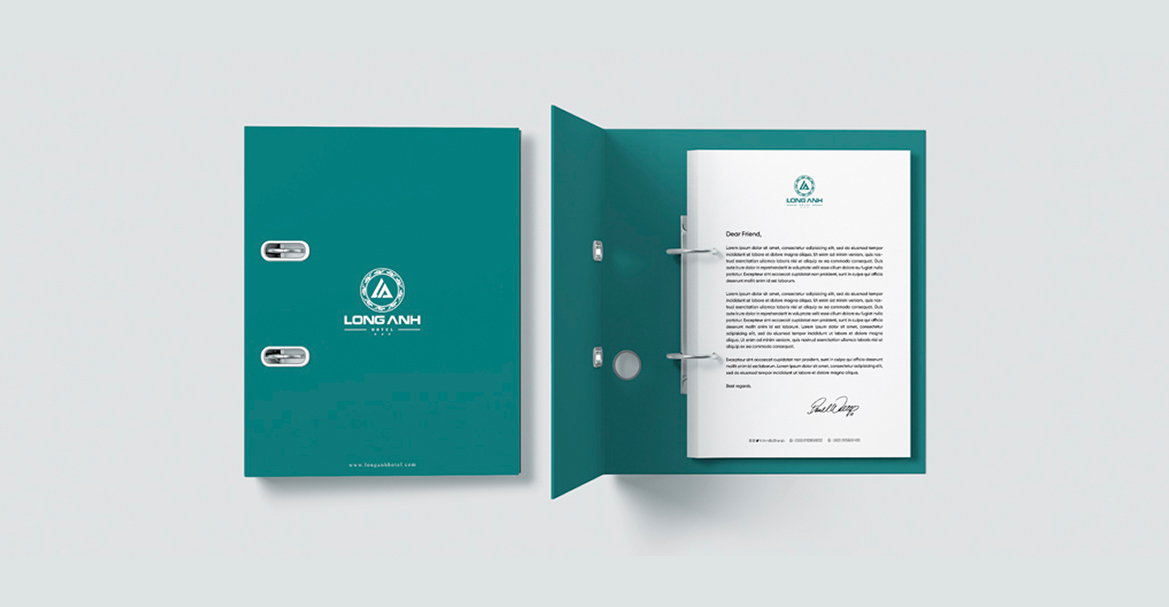 LONG ANH
HOTEL
www.longanhhotel.com
LONG ANH
HOTEL
Dear Friend,
Lorem ipsum dolor sit amet, consectetur adipiscing elit, sed do eiusmod tempor
incididunt ut labore et dolore magna aliqua. Ut enim ad minim veniam, quis nos-
trud exercitation ullamco laboris nisi ut aliquip ex ea commodo consequat. Duis
aute irure dolor in reprehenderit in voluptate velit esse cillum dolore eu fugiat nulla
pariatur. Excepteur sint occaecat cupidatat non proident, sunt in culpa qui officia
deserunt mollit anim id est laborum.
Lorem ipsum dolor sit amet, consectetur adipiscing elit, sed do eiusmod tempor
incididunt ut labore et dolore magna aliqua. Ut enim ad minim veniam, quis nos-
trud exercitation ullamco laboris nisi ut aliquip ex ea commodo consequat. Duis
aute irure dolor in reprehenderit in voluptate velit esse cillum dolore eu fugiat nulla
pariatur. Excepteur sint occaecat cupidatat non proident, sunt in culpa qui officia
deserunt mollit anim id est laborum. Lorem ipsum dolor sit amet, consectetur
adipiscing elit, sed do eiusmod tempor incididunt ut labore et dolore magna
aliqua. Ut enim ad minim veniam, quis nostrud exercitation ullamco laboris nisi ut
aliquip ex ea commodo consequat.
Excepteur sint occaecat cupidatat non proident, sunt in culpa qui officia deserunt
mollit anim id est laborum. Lorem ipsum dolor sit amet, consectetur adipiscing elit,
sed do eiusmod tempor incididunt ut labore et dolore magna aliqua.
Best regards,